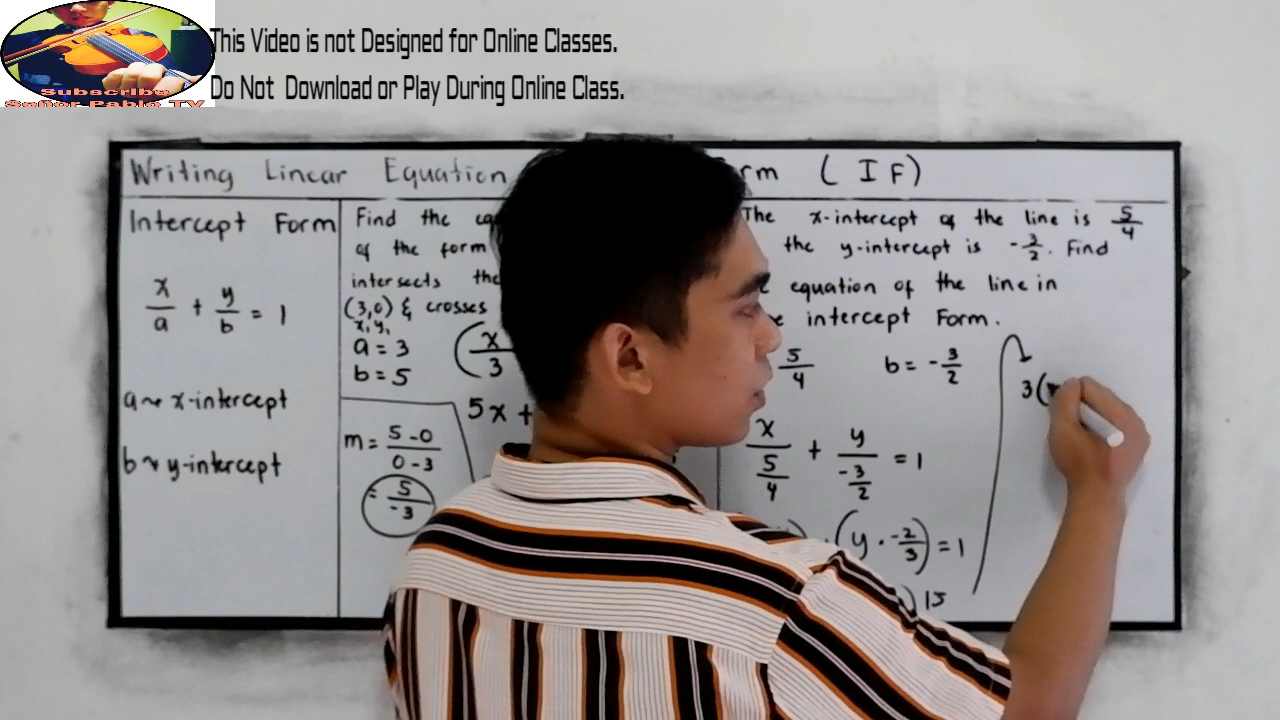 This Video is not Designed for Online Classes.
Do Not Download or Play During Online Class.
Subscribe
Señor Pablo TV
Writing Linear Equation
( IF )
Intercept Form
x/a + y/b = 1
a ~ x-intercept
b ~ y-intercept
Find the
of the form
intersects the
(3,0) & crosses
x, y,
a = 3
b = 5
(x/3
5x +
m = 5-0/0-3
= 5/-3
The x-intercept of the line is 5/4
the y-intercept is -3/2. Find
equation of the line in
intercept Form.
5/4 b = -3/2
x/(5/4) + y/(-3/2) = 1
(y · -2/3) = 1
) 15
3(